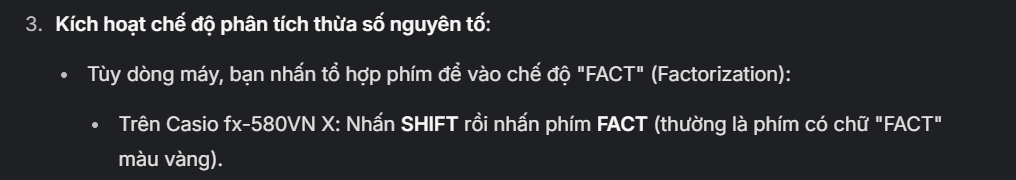 3. Kích hoạt chế độ phân tích thừa số nguyên tố:
• Tùy dòng máy, bạn nhấn tổ hợp phím để vào chế độ "FACT" (Factorization):
• Trên Casio fx-580VN X: Nhấn SHIFT rồi nhấn phím FACT (thường là phím có chữ "FACT"
màu vàng).